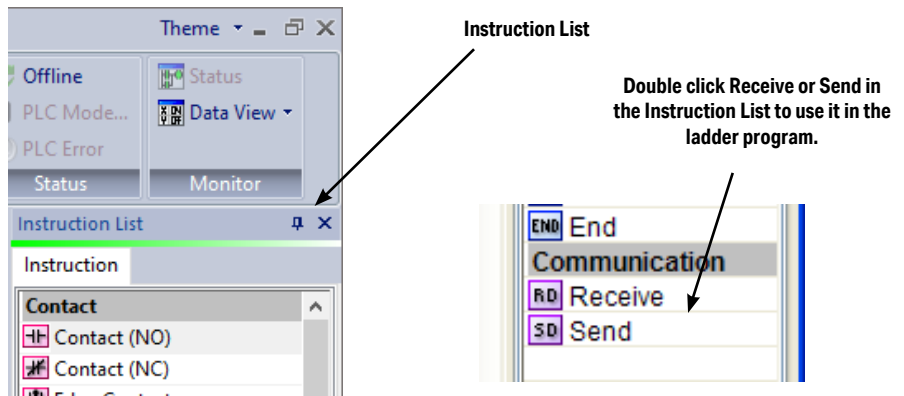 Theme
Instruction List
Offline
Status
PLC Mode...
Data View
PLC Error
Status
Monitor
Double click Receive or Send in
the Instruction List to use it in the
ladder program.
Instruction List
Instruction
Contact
Contact (NO)
Contact (NC)
END End
Communication
RD Receive
SD Send